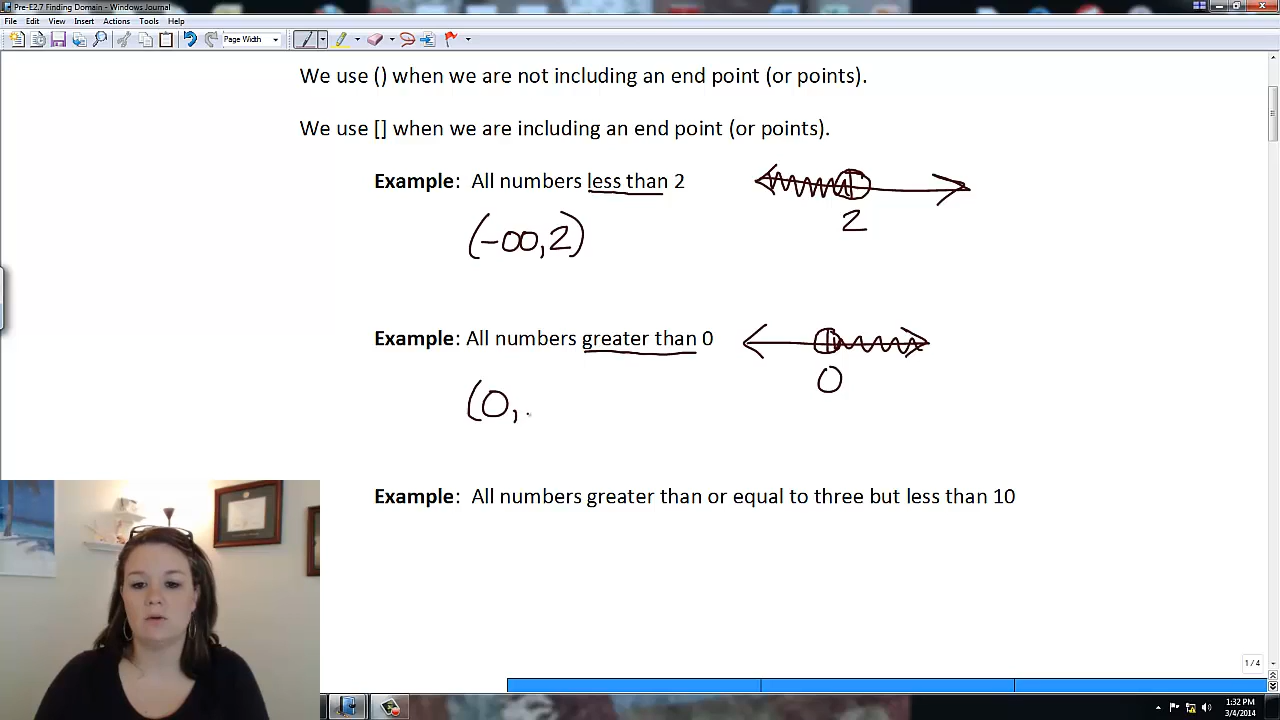 Pre-E2.7 Finding Domain - Windows Journal
File Edit View Insert Actions Tools Help
Page Width
We use () when we are not including an end point (or points).
We use [] when we are including an end point (or points).
Example: All numbers less than 2
2
(-∞,2)
Example: All numbers greater than 0
0
(0,
Example: All numbers greater than or equal to three but less than 10
1/4
1:32 PM
3/4/2014